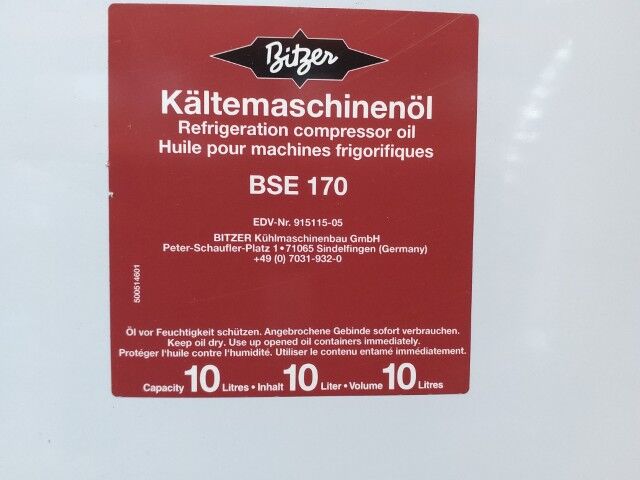 Bitzer
Kältemaschinenöl
Refrigeration compressor oil
Huile pour machines frigorifiques
BSE 170
EDV-Nr. 915115-05
BITZER Kühlmaschinenbau GmbH
Peter-Schaufler-Platz 1 • 71065 Sindelfingen (Germany)
+49 (0) 7031-932-0
500514601
Öl vor Feuchtigkeit schützen. Angebrochene Gebinde sofort verbrauchen.
Keep oil dry. Use up opened oil containers immediately.
Protéger l'huile contre l'humidité. Utiliser le contenu entamé immédiatement.
Capacity 10 Litres • Inhalt 10 Liter • Volume 10 Litres